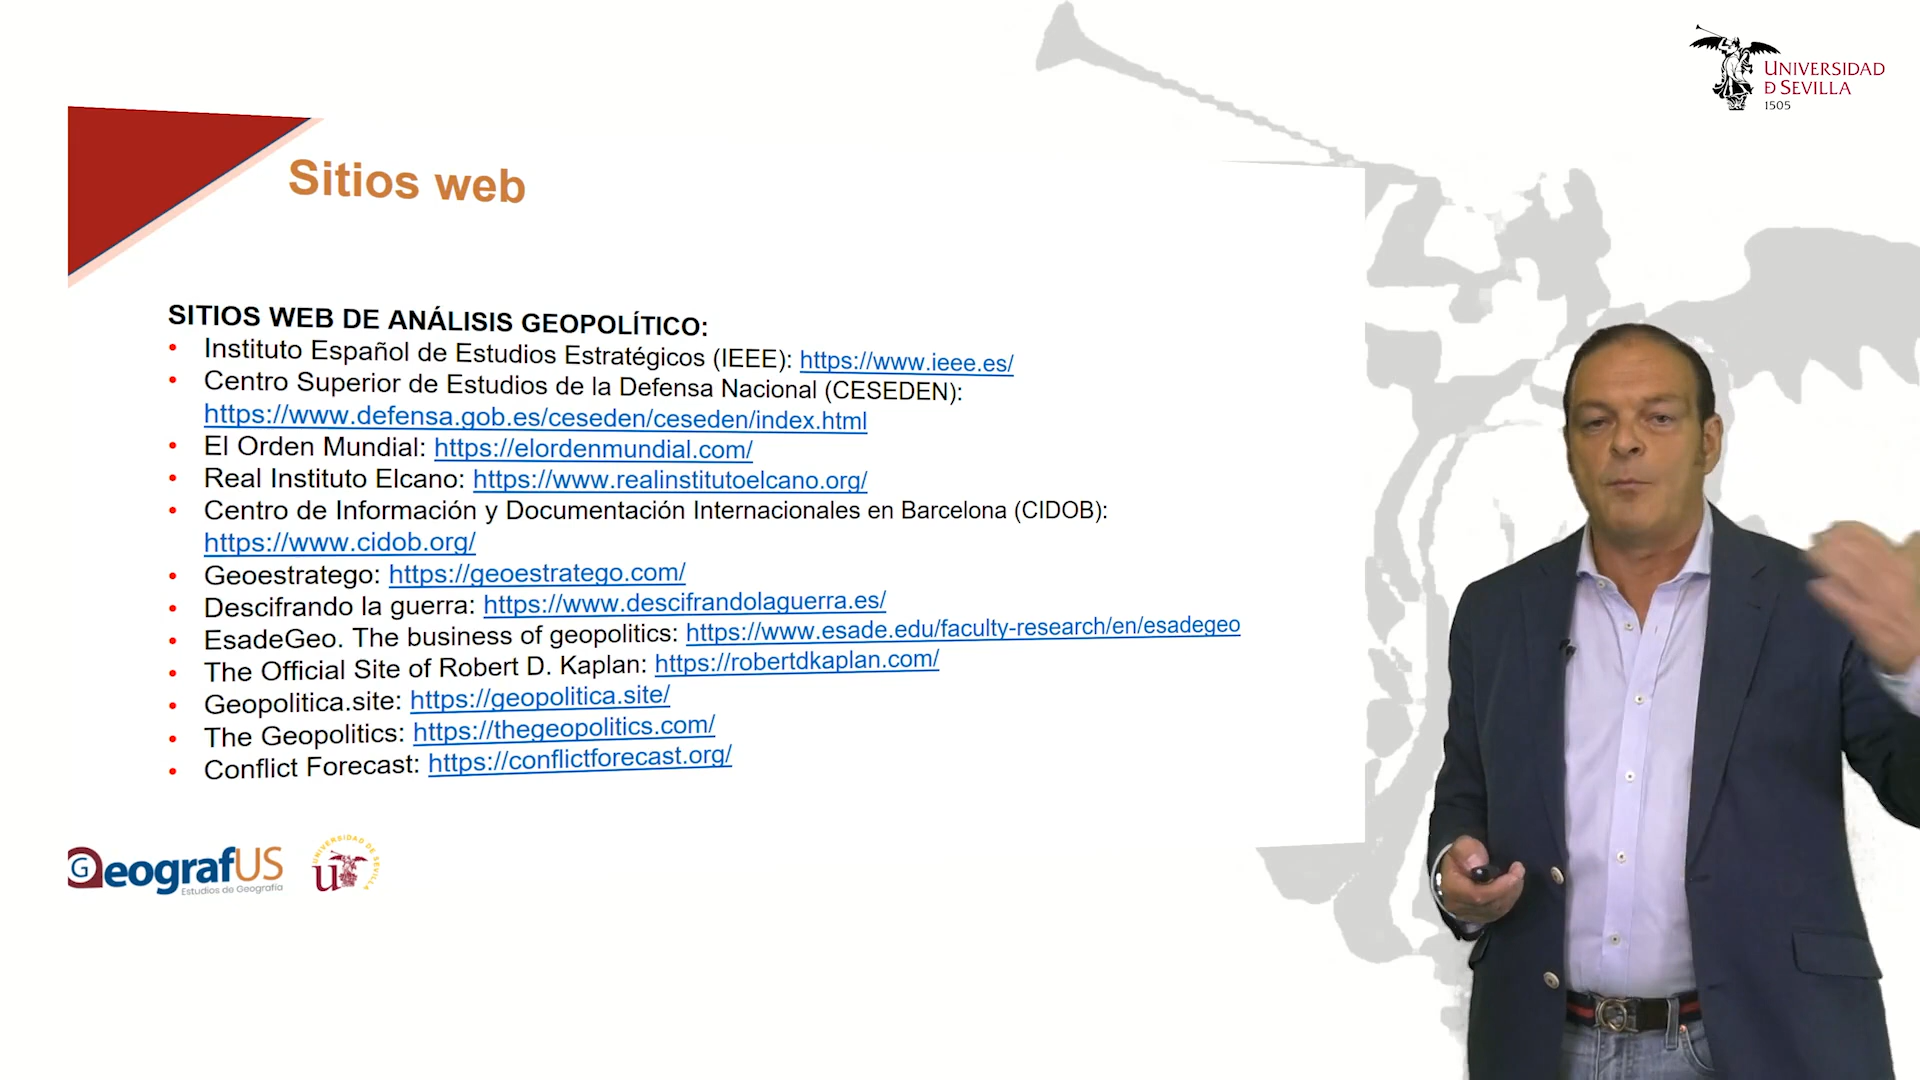 UNIVERSIDAD
Ð SEVILLA
1505
Sitios web
SITIOS WEB DE ANÁLISIS GEOPOLÍTICO:
• Instituto Español de Estudios Estratégicos (IEEE): https://www.ieee.es/
• Centro Superior de Estudios de la Defensa Nacional (CESEDEN):
https://www.defensa.gob.es/ceseden/ceseden/index.html
• El Orden Mundial: https://elordenmundial.com/
• Real Instituto Elcano: https://www.realinstitutoelcano.org/
• Centro de Información y Documentación Internacionales en Barcelona (CIDOB):
https://www.cidob.org/
• Geoestratego: https://geoestratego.com/
• Descifrando la guerra: https://www.descifrandolaguerra.es/
• EsadeGeo. The business of geopolitics: https://www.esade.edu/faculty-research/en/esadegeo
• The Official Site of Robert D. Kaplan: https://robertdkaplan.com/
• Geopolitica.site: https://geopolitica.site/
• The Geopolitics: https://thegeopolitics.com/
• Conflict Forecast: https://conflictforecast.org/
GeografUS
Estudios de Geografía
UNIVERSIDAD DE SEVILLA
US